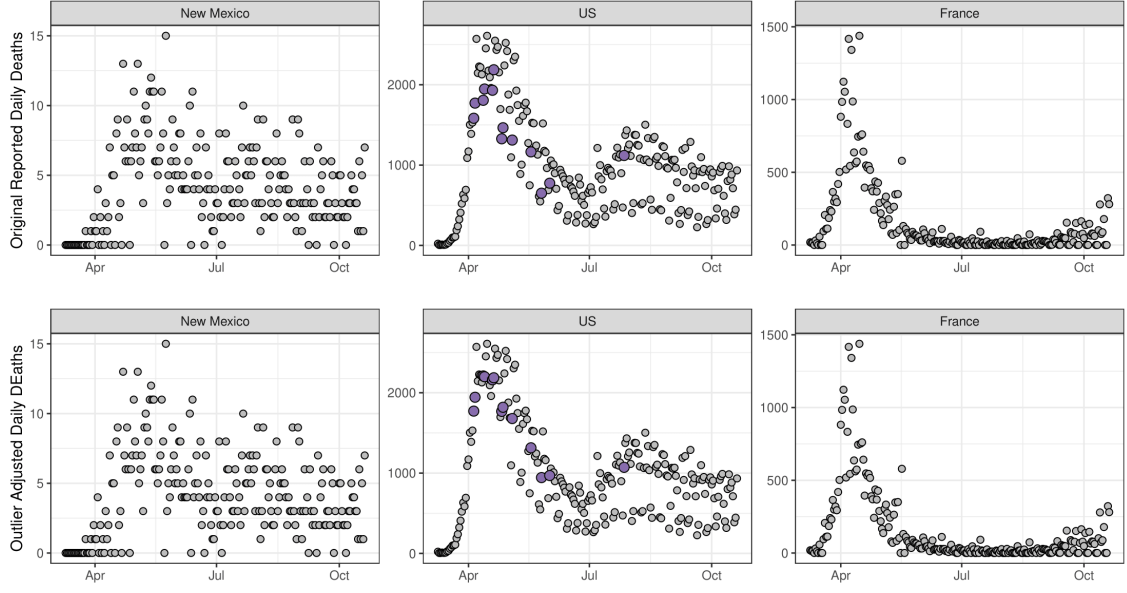 New Mexico
US
France
Original Reported Daily Deaths
15
10
5
0
2000
1000
0
1500
1000
500
0
Apr
Jul
Oct
Apr
Jul
Oct
Apr
Jul
Oct
New Mexico
US
France
Outlier Adjusted Daily DEaths
15
10
5
0
2000
1000
0
1500
1000
500
0
Apr
Jul
Oct
Apr
Jul
Oct
Apr
Jul
Oct